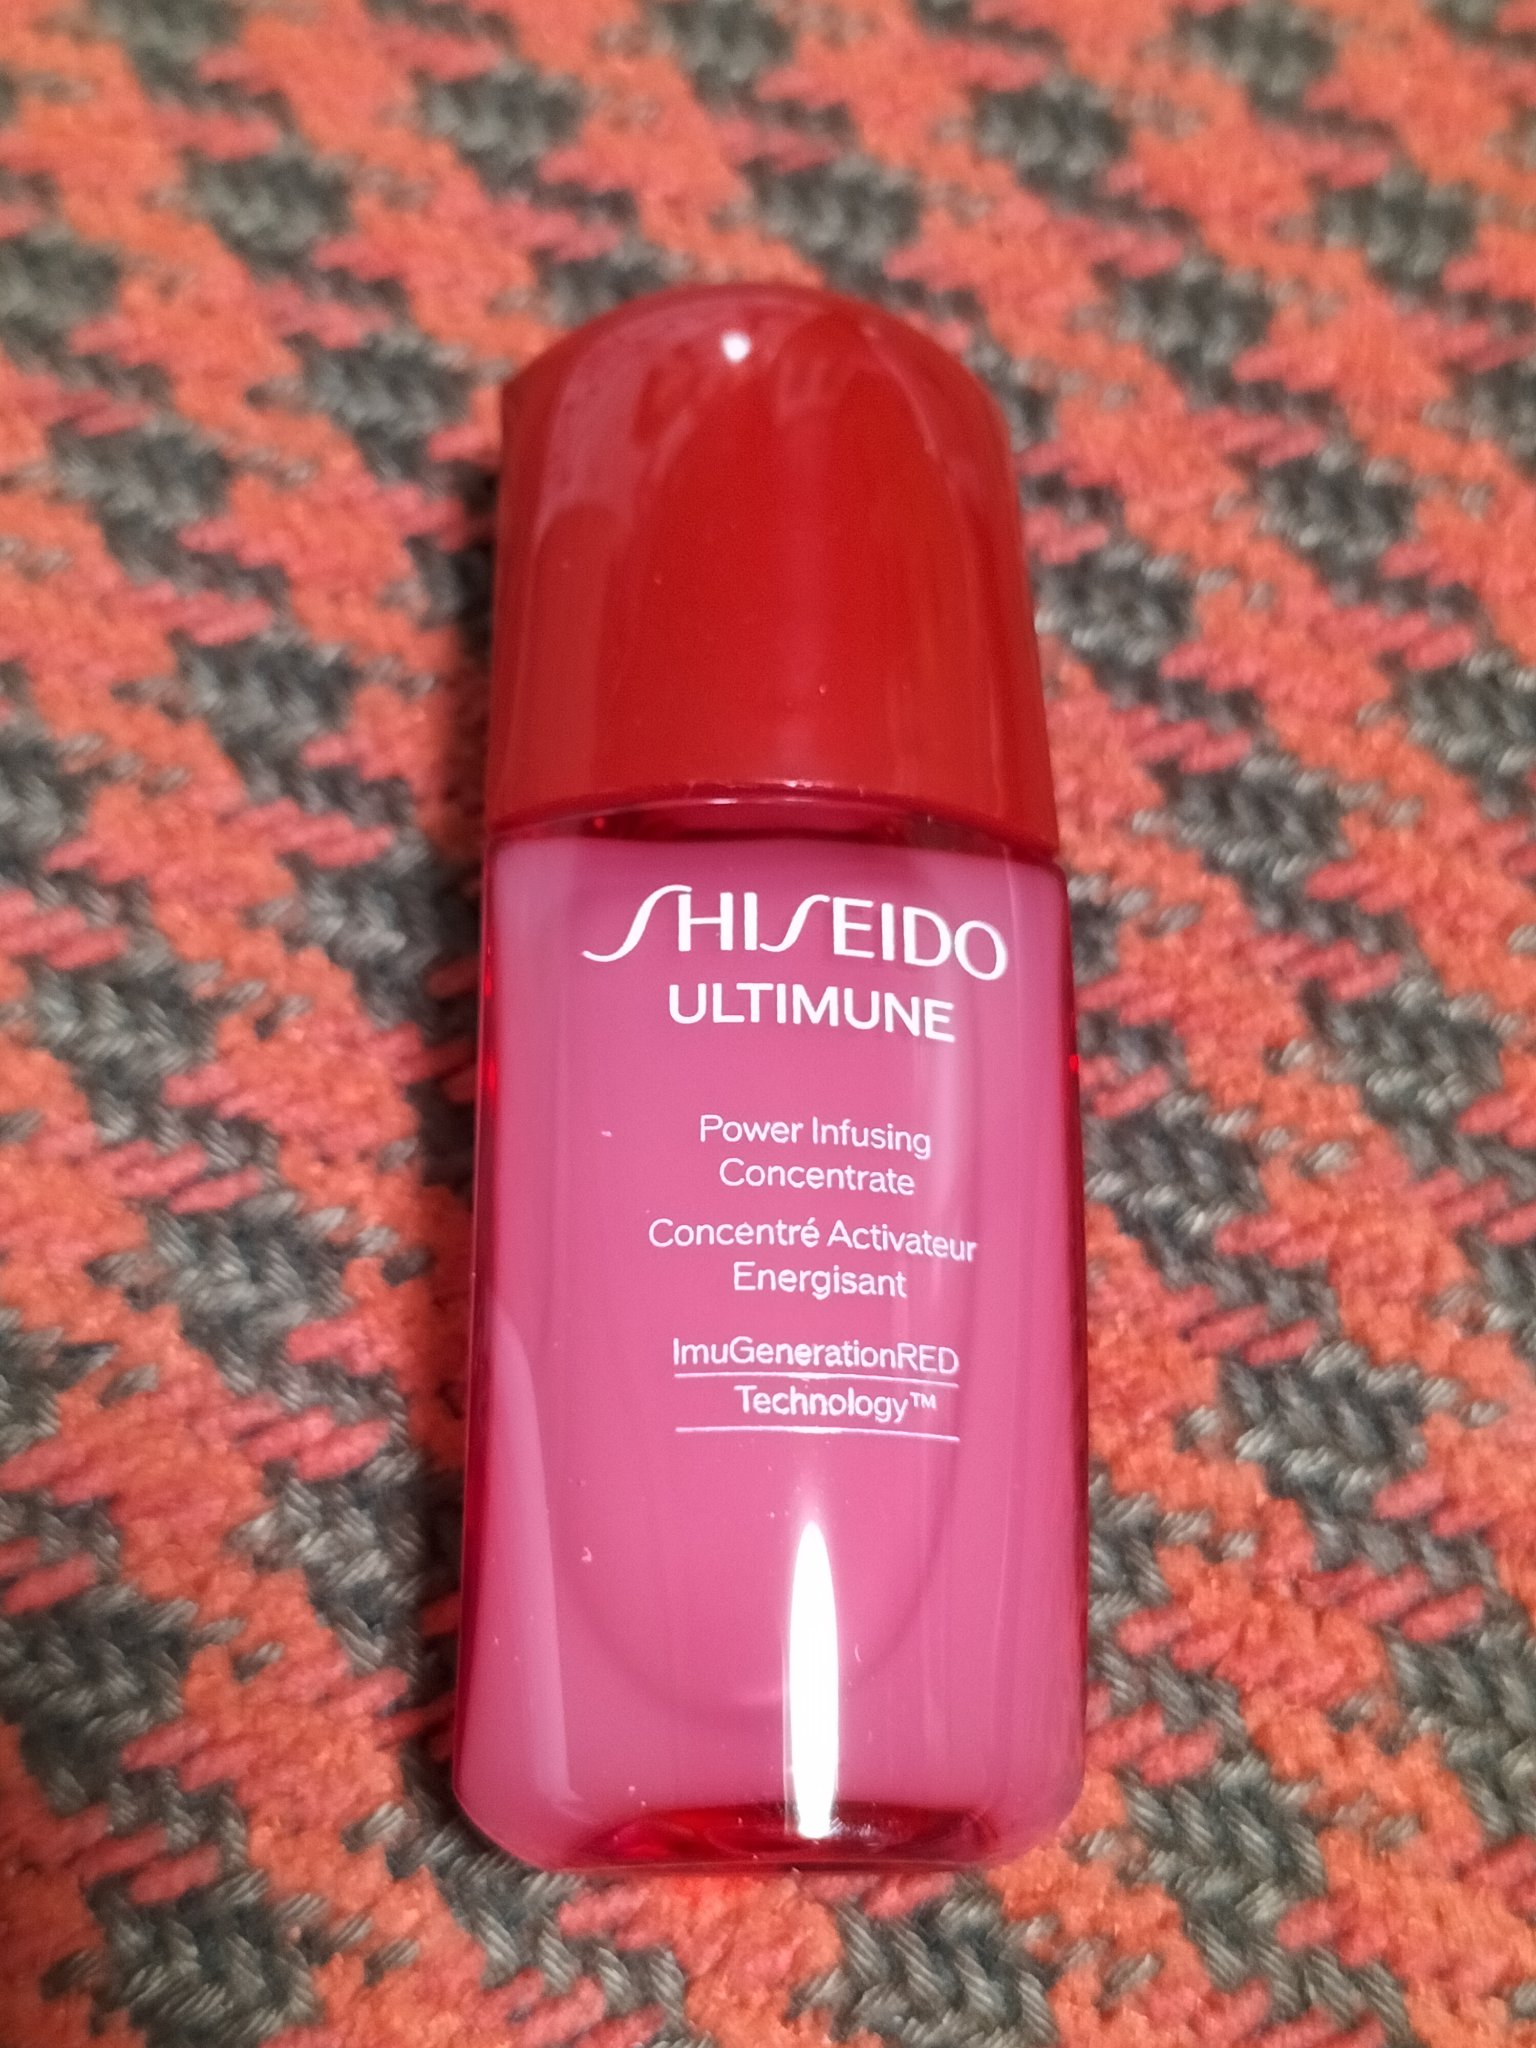 SHISEIDO
ULTIMUNE
Power Infusing
Concentrate
Concentré Activateur
Energisant
ImuGenerationRED
Technology™